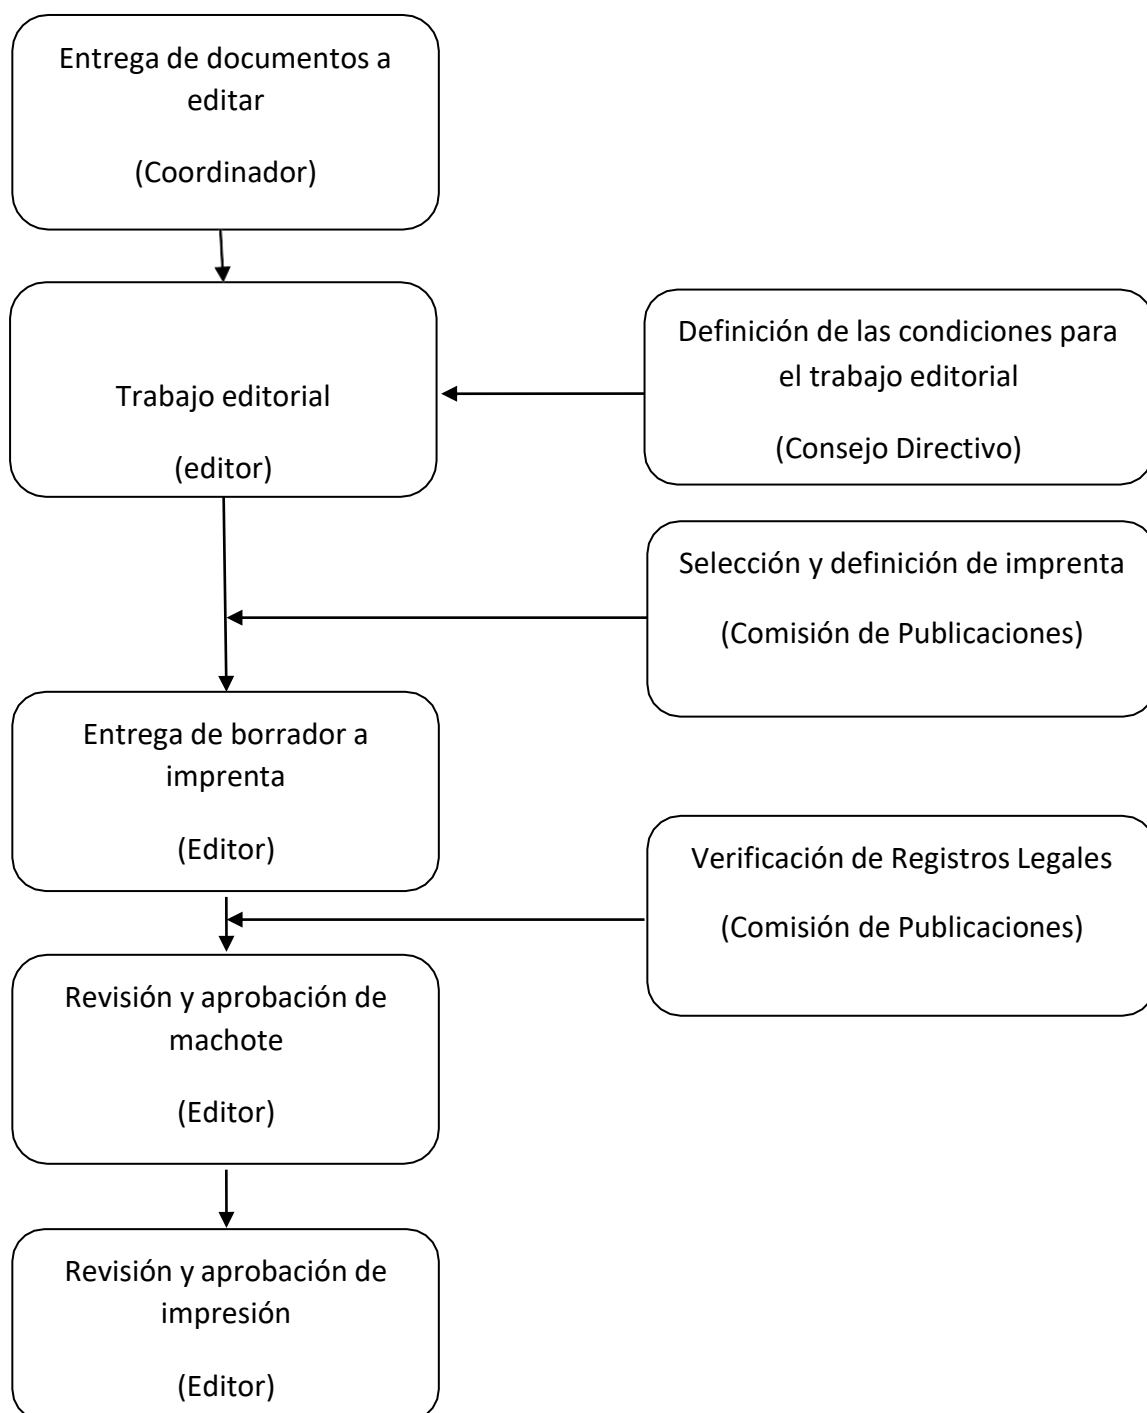 Entrega de documentos a
editar
(Coordinador)
Trabajo editorial
(editor)
Definición de las condiciones para
el trabajo editorial
(Consejo Directivo)
Selección y definición de imprenta
(Comisión de Publicaciones)
Entrega de borrador a
imprenta
(Editor)
Verificación de Registros Legales
(Comisión de Publicaciones)
Revisión y aprobación de
machote
(Editor)
Revisión y aprobación de
impresión
(Editor)